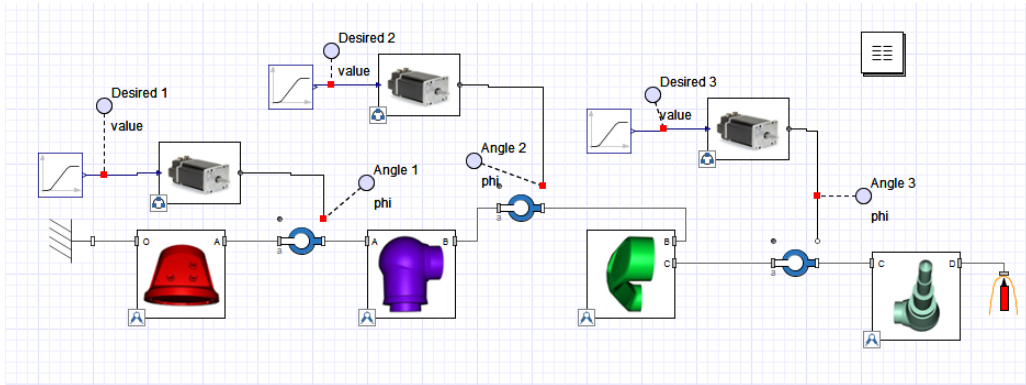 Desired 2
value
Desired 1
value
Desired 3
value
Angle 1
phi
Angle 2
phi
Angle 3
phi
O
A
a
A
B
a
B
C
a
C
D